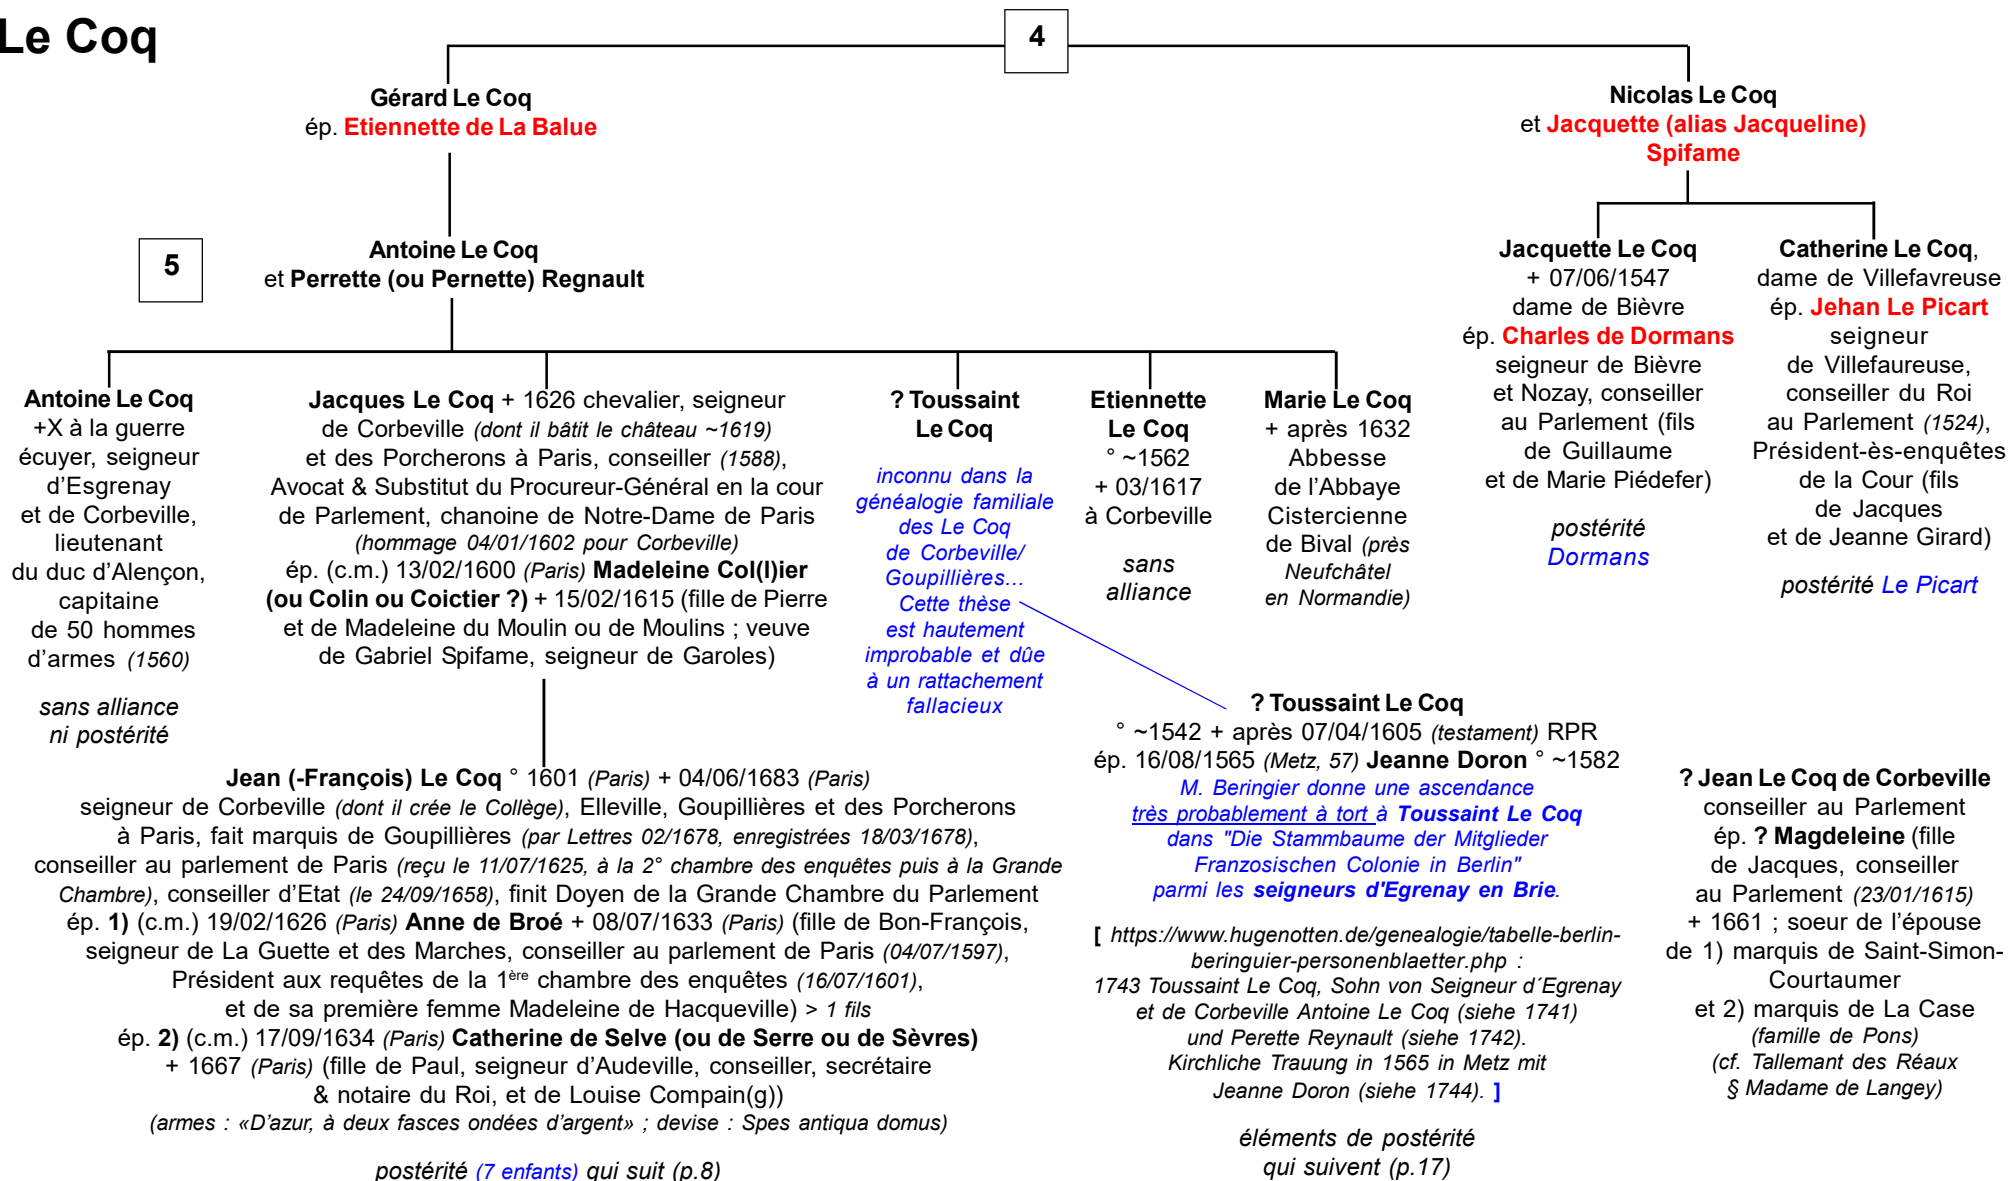 Le Coq
4
Gérard Le Coq
ép. Etiennette de La Balue
Nicolas Le Coq
et Jacquette (alias Jacqueline)
Spifame
5
Antoine Le Coq
et Perrette (ou Pernette) Regnault
Jacquette Le Coq
+ 07/06/1547
dame de Bièvre
ép. Charles de Dormans
seigneur de Bièvre
et Nozay, conseiller
au Parlement (fils
de Guillaume
et de Marie Piédefer)
postérité
Dormans
Catherine Le Coq,
dame de Villefavreuse
ép. Jehan Le Picart
seigneur
de Villefaureuse,
conseiller du Roi
au Parlement (1524),
Président-ès-enquêtes
de la Cour (fils
de Jacques
et de Jeanne Girard)
postérité Le Picart
Antoine Le Coq
+X à la guerre
écuyer, seigneur
d'Esgrenay
et de Corbeville,
lieutenant
du duc d'Alençon,
capitaine
de 50 hommes
d'armes (1560)
sans alliance
ni postérité
Jacques Le Coq + 1626 chevalier, seigneur
de Corbeville (dont il bâtit le château ~1619)
et des Porcherons à Paris, conseiller (1588),
Avocat & Substitut du Procureur-Général en la cour
de Parlement, chanoine de Notre-Dame de Paris
(hommage 04/01/1602 pour Corbeville)
ép. (c.m.) 13/02/1600 (Paris) Madeleine Col(l)ier
(ou Colin ou Coictier ?) + 15/02/1615 (fille de Pierre
et de Madeleine du Moulin ou de Moulins ; veuve
de Gabriel Spifame, seigneur de Garoles)
? Toussaint
Le Coq
inconnu dans la
généalogie familiale
des Le Coq
de Corbeville/
Goupillières...
Cette thèse
est hautement
improbable et dûe
à un rattachement
fallacieux
Etiennette
Le Coq
° ~1562
+ 03/1617
à Corbeville
sans
alliance
Marie Le Coq
+ après 1632
Abbesse
de l'Abbaye
Cistercienne
de Bival (près
Neufchâtel
en Normandie)
Jean (-François) Le Coq ° 1601 (Paris) + 04/06/1683 (Paris)
seigneur de Corbeville (dont il crée le Collège), Elleville, Goupillières et des Porcherons
à Paris, fait marquis de Goupillières (par Lettres 02/1678, enregistrées 18/03/1678),
conseiller au parlement de Paris (reçu le 11/07/1625, à la 2° chambre des enquêtes puis à la Grande
Chambre), conseiller d'Etat (le 24/09/1658), finit Doyen de la Grande Chambre du Parlement
ép. 1) (c.m.) 19/02/1626 (Paris) Anne de Broé + 08/07/1633 (Paris) (fille de Bon-François,
seigneur de La Guette et des Marches, conseiller au parlement de Paris (04/07/1597),
Président aux requêtes de la 1ère chambre des enquêtes (16/07/1601),
et de sa première femme Madeleine de Hacqueville) > 1 fils
ép. 2) (c.m.) 17/09/1634 (Paris) Catherine de Selve (ou de Serre ou de Sèvres)
+ 1667 (Paris) (fille de Paul, seigneur d'Audeville, conseiller, secrétaire
& notaire du Roi, et de Louise Compain(g))
(armes : «D'azur, à deux fasces ondées d'argent» ; devise : Spes antiqua domus)
postérité (7 enfants) qui suit (p.8)
? Toussaint Le Coq
° ~1542 + après 07/04/1605 (testament) RPR
ép. 16/08/1565 (Metz, 57) Jeanne Doron ° ~1582
M. Beringier donne une ascendance
très probablement à tort à Toussaint Le Coq
dans "Die Stammbaume der Mitglieder
Franzosischen Colonie in Berlin"
parmi les seigneurs d'Egrenay en Brie.
[ https://www.hugenotten.de/genealogie/tabelle-berlin-
beringuier-personenblaetter.php :
1743 Toussaint Le Coq, Sohn von Seigneur d´Egrenay
et de Corbeville Antoine Le Coq (siehe 1741)
und Perette Reynault (siehe 1742).
Kirchliche Trauung in 1565 in Metz mit
Jeanne Doron (siehe 1744). ]
éléments de postérité
qui suivent (p.17)
? Jean Le Coq de Corbeville
conseiller au Parlement
ép. ? Magdeleine (fille
de Jacques, conseiller
au Parlement (23/01/1615)
+ 1661 ; soeur de l'épouse
de 1) marquis de Saint-Simon-
Courtaumer
et 2) marquis de La Case
(famille de Pons)
(cf. Tallemant des Réaux
§ Madame de Langey)